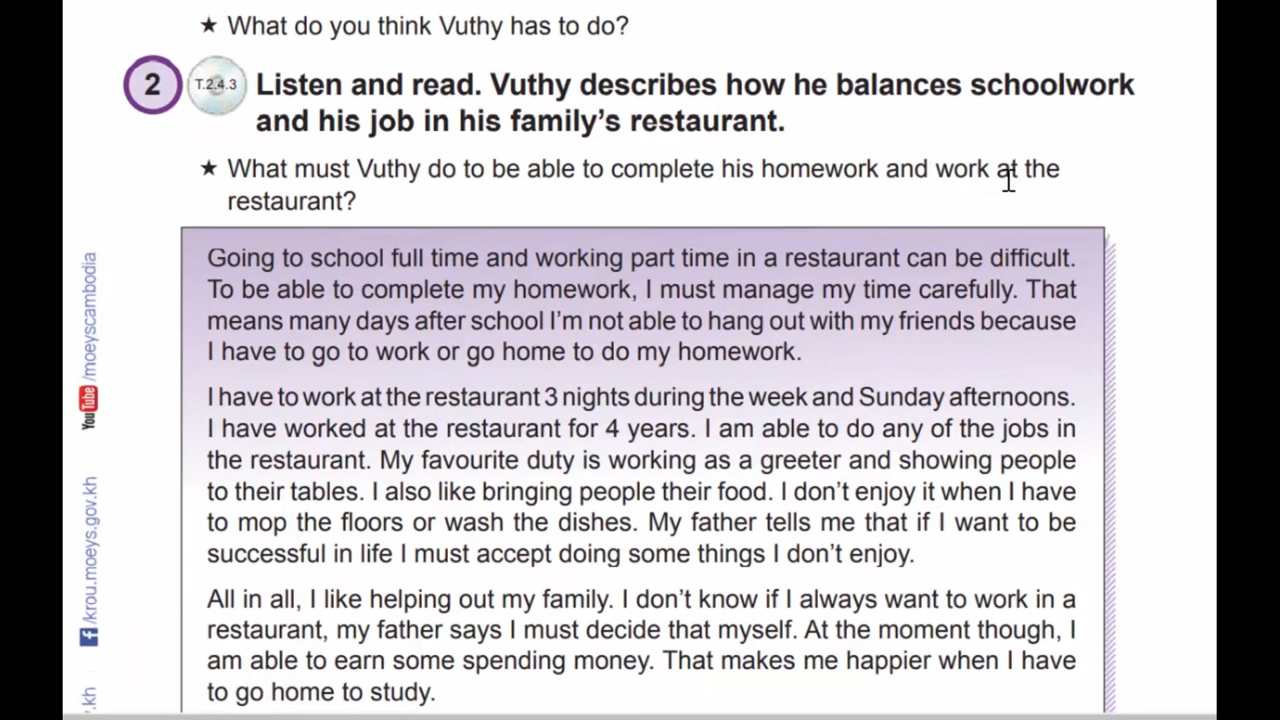 ★ What do you think Vuthy has to do?
2 T.2.4.3 Listen and read. Vuthy describes how he balances schoolwork
and his job in his family's restaurant.
★ What must Vuthy do to be able to complete his homework and work at the
restaurant?
Going to school full time and working part time in a restaurant can be difficult.
To be able to complete my homework, I must manage my time carefully. That
means many days after school I'm not able to hang out with my friends because
I have to go to work or go home to do my homework.
I have to work at the restaurant 3 nights during the week and Sunday afternoons.
I have worked at the restaurant for 4 years. I am able to do any of the jobs in
the restaurant. My favourite duty is working as a greeter and showing people
to their tables. I also like bringing people their food. I don't enjoy it when I have
to mop the floors or wash the dishes. My father tells me that if I want to be
successful in life I must accept doing some things I don't enjoy.
All in all, I like helping out my family. I don't know if I always want to work in a
restaurant, my father says I must decide that myself. At the moment though, I
am able to earn some spending money. That makes me happier when I have
to go home to study.
YouTube /moeyscambodia
f /krou.moeys.gov.kh
.kh